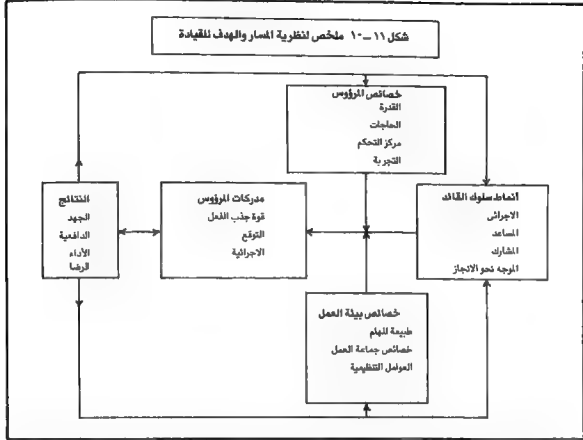 شكل ١١ – ١٠ ملخص لنظرية المسار والهدف للقيادة
خصائص المرؤوس
القدرة
الحاجات
مركز التحكم
التجربة
أنماط سلوك القائد
الاجرائى
المساعد
المشارك
الموجه نحو الانجاز
مدركات المرؤوس
قوة جذب الفعل
التوقع
الاجرائية
النتائج
الجهد
الدافعية
الأداء
الرضا
خصائص بيئة العمل
طبيعة المهام
خصائص جماعة العمل
العوامل التنظيمية